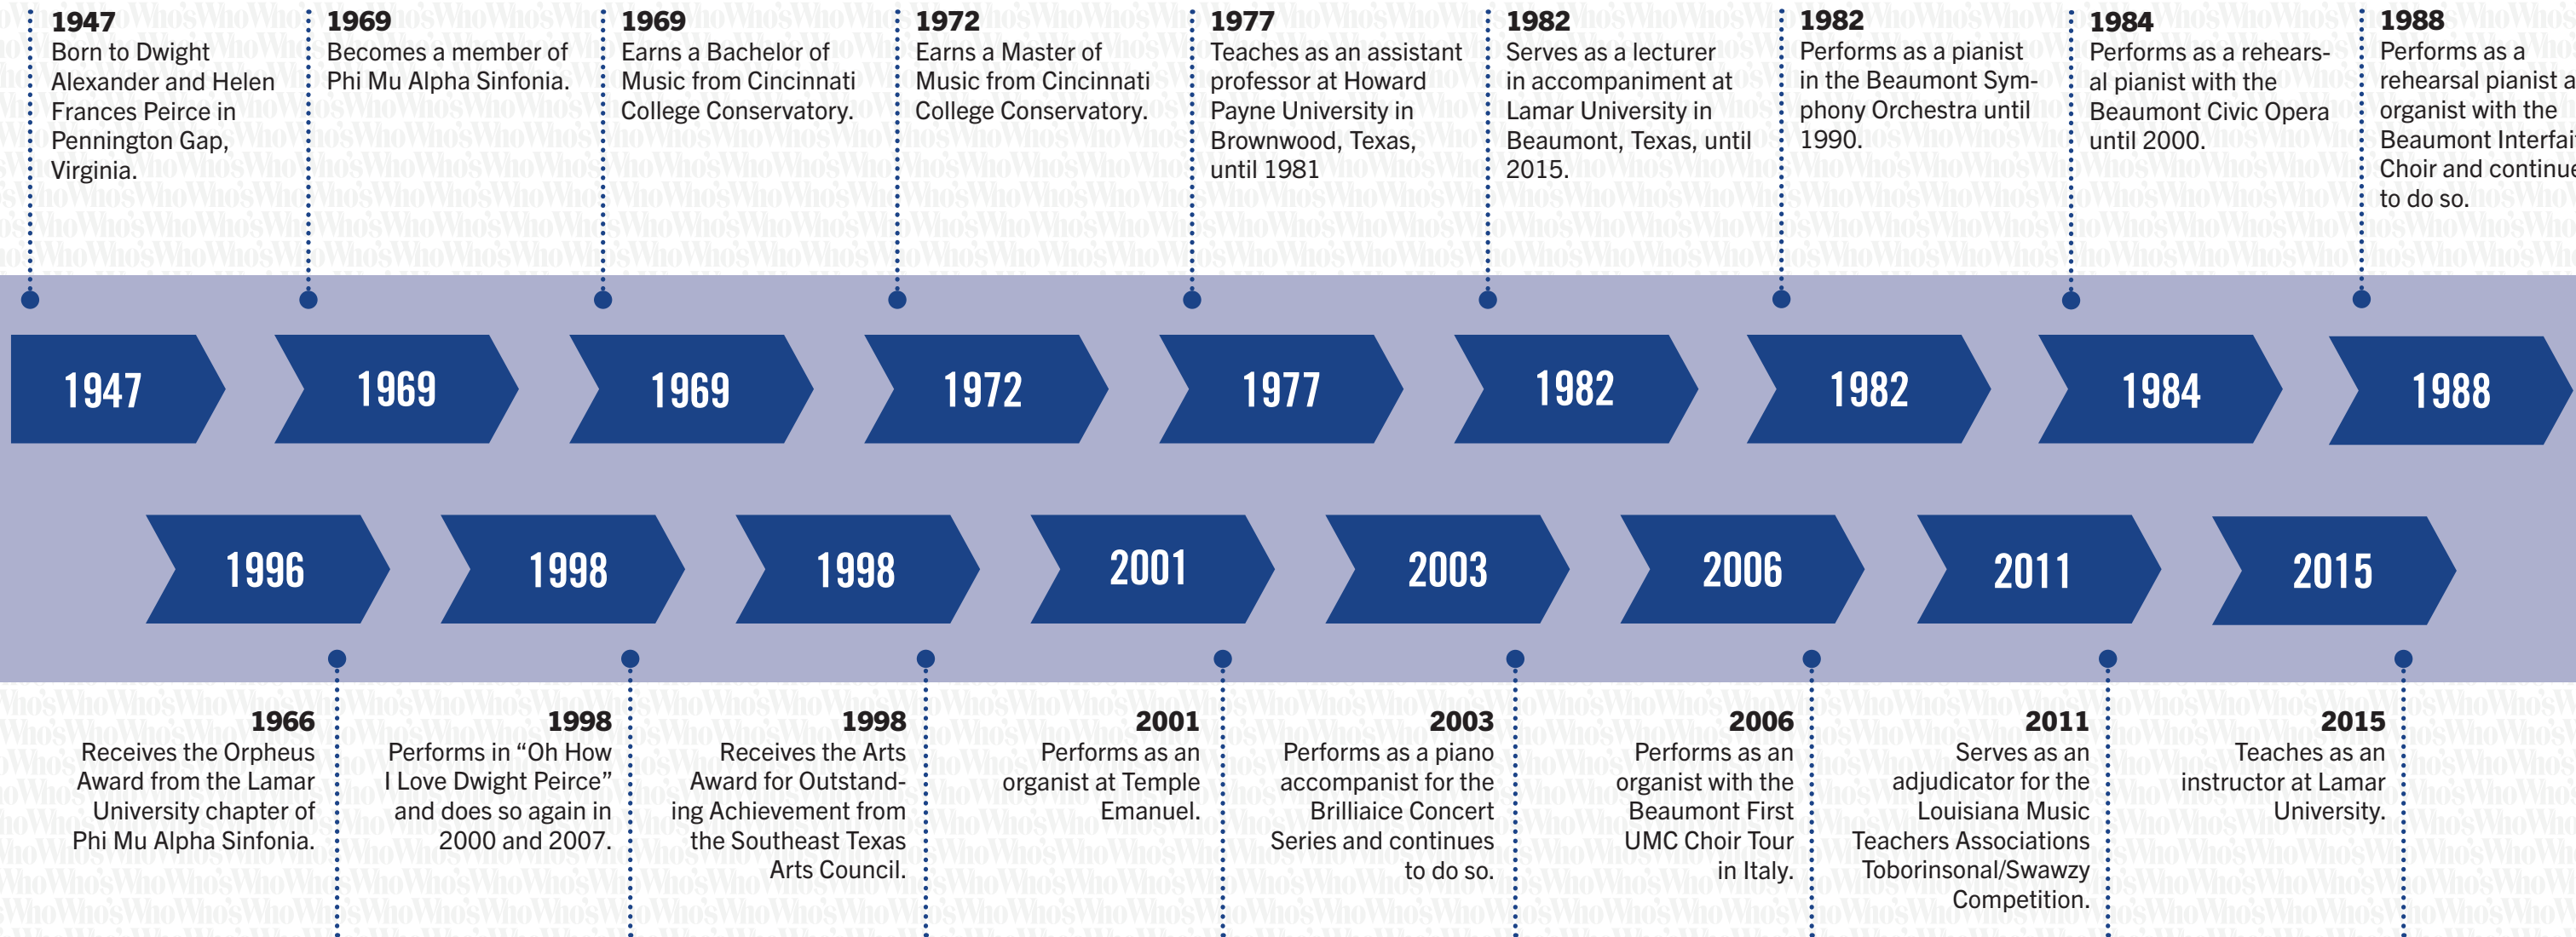 1947
Born to Dwight
Alexander and Helen
Frances Peirce in
Pennington Gap,
Virginia.
1969
Becomes a member of
Phi Mu Alpha Sinfonia.
1969
Earns a Bachelor of
Music from Cincinnati
College Conservatory.
1972
Earns a Master of
Music from Cincinnati
College Conservatory.
1977
Teaches as an assistant
professor at Howard
Payne University in
Brownwood, Texas,
until 1981
1982
Serves as a lecturer
in accompaniment at
Lamar University in
Beaumont, Texas, until
2015.
1982
Performs as a pianist
in the Beaumont Sym-
phony Orchestra until
1990.
1984
Performs as a rehears-
al pianist with the
Beaumont Civic Opera
until 2000.
1988
Performs as a
rehearsal pianist
organist with the
Beaumont
Choir and
to do so.
1947
1969
1969
1972
1977
1982
1982
1984
1988
1996
1998
1998
2001
2003
2006
2011
2015
1966
Receives the Orpheus
Award from the Lamar
University chapter of
Phi Mu Alpha Sinfonia.
1998
Performs in “Oh How
I Love Dwight Peirce”
and does so again in
2000 and 2007.
1998
Receives the Arts
Award for Outstand-
ing Achievement from
the Southeast Texas
Arts Council.
2001
Performs as an
organist at Temple
Emanuel.
2003
Performs as a piano
accompanist for the
Brilliaice Concert
Series and continues
to do so.
2006
Performs as an
organist with the
Beaumont First
UMC Choir Tour
in Italy.
2011
Serves as an
adjudicator for the
Louisiana Music
Teachers Associations
Toborinsonal/Swawzy
Competition.
2015
Teaches as an
instructor at Lamar
University.